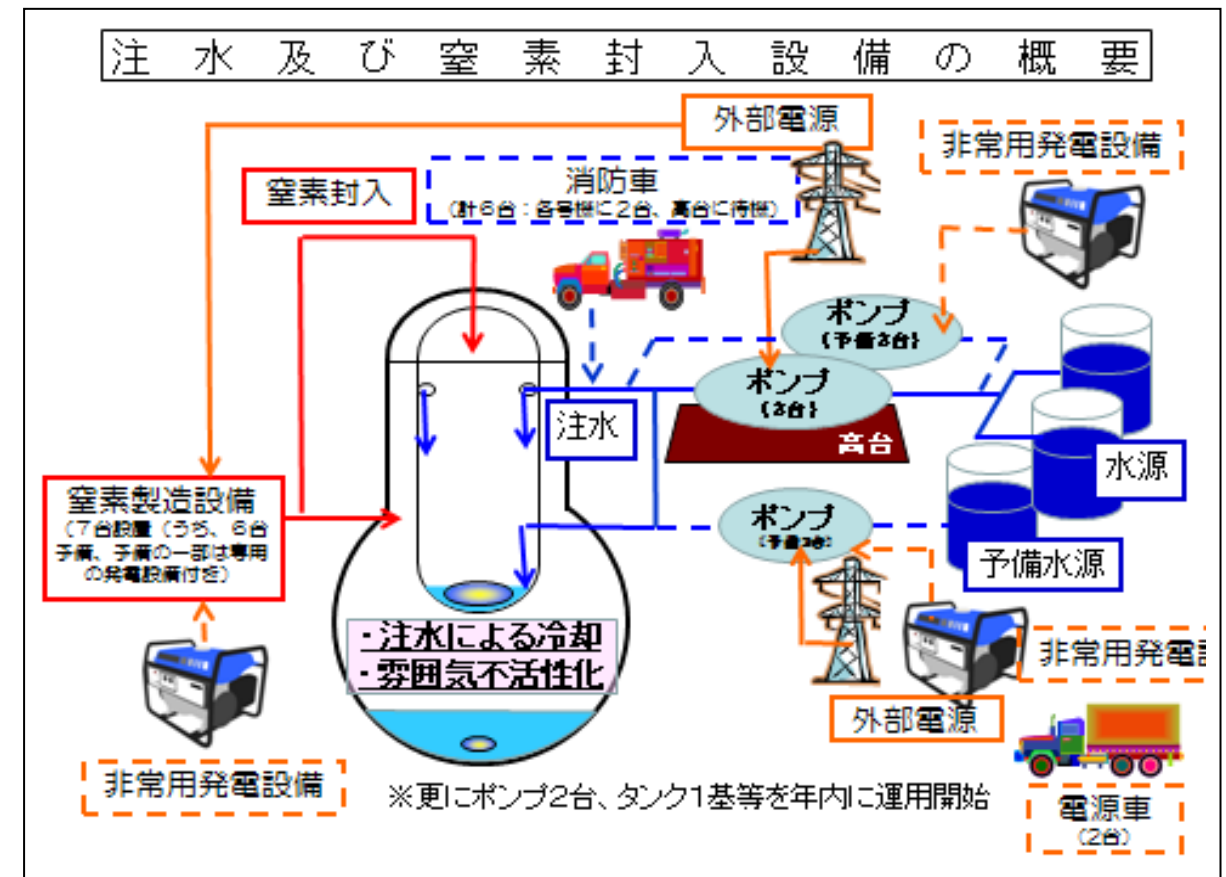 注水及び窒素封入設備の概要
外部電源
非常用発電設備
消防車
(計6台:各号機に2台、高台に待機)
窒素封入
ポンプ
(予備3台)
ポンプ
(3台)
高台
注水
水源
窒素製造設備
(7台設置(うち、6台
予備、予備の一部は専用
の発電設備付き)
ポンプ
(予備3台)
予備水源
・注水による冷却
・雰囲気不活性化
非常用発電
外部電源
非常用発電設備
※更にポンプ2台、タンク1基等を年内に運用開始
電源車
(2台)